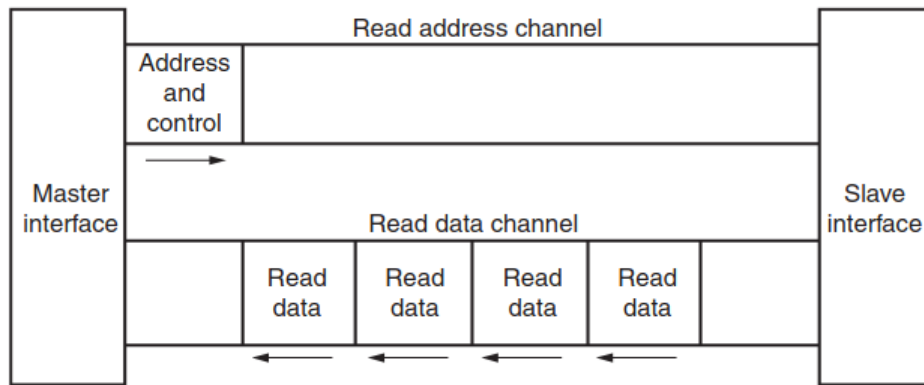 Read address channel
Address
and
control
Master
interface
Slave
interface
Read data channel
Read
data
Read
data
Read
data
Read
data